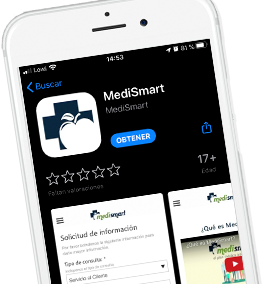 Lowi 14:53 81 %
Buscar
MediSmart
MediSmart
OBTENER
Faltan valoraciones
17+
Edad
medismart
Solicitud de información
Tipo de consulta *
Servicio al Cliente
¿Qué es Med